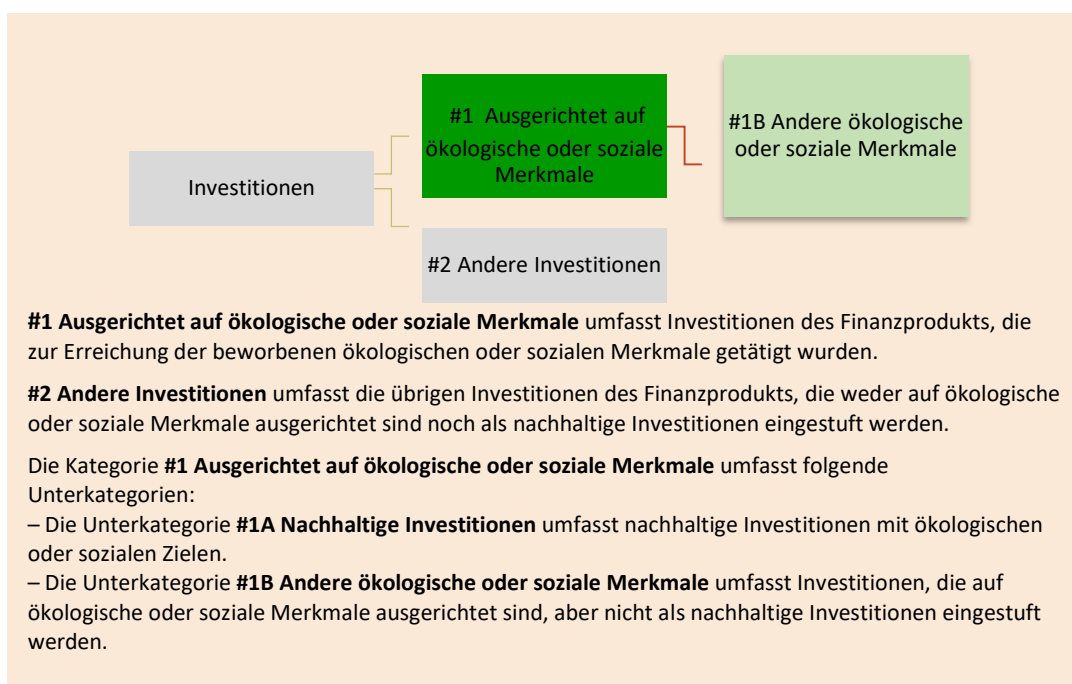 #1 Ausgerichtet auf
ökologische oder soziale
Merkmale
#1B Andere ökologische
oder soziale Merkmale
Investitionen
#2 Andere Investitionen
#1 Ausgerichtet auf ökologische oder soziale Merkmale umfasst Investitionen des Finanzprodukts, die
zur Erreichung der beworbenen ökologischen oder sozialen Merkmale getätigt wurden.
#2 Andere Investitionen umfasst die übrigen Investitionen des Finanzprodukts, die weder auf ökologische
oder soziale Merkmale ausgerichtet sind noch als nachhaltige Investitionen eingestuft werden.
Die Kategorie #1 Ausgerichtet auf ökologische oder soziale Merkmale umfasst folgende
Unterkategorien:
– Die Unterkategorie #1A Nachhaltige Investitionen umfasst nachhaltige Investitionen mit ökologischen
oder sozialen Zielen.
– Die Unterkategorie #1B Andere ökologische oder soziale Merkmale umfasst Investitionen, die auf
ökologische oder soziale Merkmale ausgerichtet sind, aber nicht als nachhaltige Investitionen eingestuft
werden.